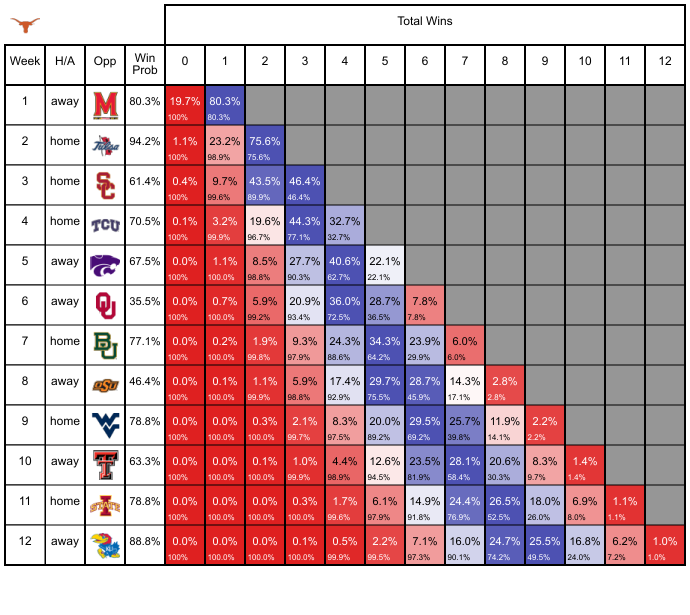 Total Wins
Week H/A Opp Win Prob 0 1 2 3 4 5 6 7 8 9 10 11 12
1 away M 80.3% 19.7% 80.3%
100% 80.3%
2 home Tulsa 94.2% 1.1% 23.2% 75.6%
100% 98.9% 75.6%
3 home SC 61.4% 0.4% 9.7% 43.5% 46.4%
100% 99.6% 89.9% 46.4%
4 home TCU 70.5% 0.1% 3.2% 19.6% 44.3% 32.7%
100% 99.9% 96.7% 77.1% 32.7%
5 away 67.5% 0.0% 1.1% 8.5% 27.7% 40.6% 22.1%
100% 100.0% 98.8% 90.3% 62.7% 22.1%
6 away OU 35.5% 0.0% 0.7% 5.9% 20.9% 36.0% 28.7% 7.8%
100% 100.0% 99.2% 93.4% 72.5% 36.5% 7.8%
7 home BU 77.1% 0.0% 0.2% 1.9% 9.3% 24.3% 34.3% 23.9% 6.0%
100% 100.0% 99.8% 97.9% 88.6% 64.2% 29.9% 6.0%
8 away OSU 46.4% 0.0% 0.1% 1.1% 5.9% 17.4% 29.7% 28.7% 14.3% 2.8%
100% 100.0% 99.9% 98.8% 92.9% 75.5% 45.9% 17.1% 2.8%
9 home WV 78.8% 0.0% 0.0% 0.3% 2.1% 8.3% 20.0% 29.5% 25.7% 11.9% 2.2%
100% 100.0% 100.0% 99.7% 97.5% 89.2% 69.2% 39.8% 14.1% 2.2%
10 away T 63.3% 0.0% 0.0% 0.1% 1.0% 4.4% 12.6% 23.5% 28.1% 20.6% 8.3% 1.4%
100% 100.0% 100.0% 99.9% 98.9% 94.5% 81.9% 58.4% 30.3% 9.7% 1.4%
11 home I STATE 78.8% 0.0% 0.0% 0.0% 0.3% 1.7% 6.1% 14.9% 24.4% 26.5% 18.0% 6.9% 1.1%
100% 100.0% 100.0% 100.0% 99.6% 97.9% 91.8% 76.9% 52.5% 26.0% 8.0% 1.1%
12 away KU 88.8% 0.0% 0.0% 0.0% 0.1% 0.5% 2.2% 7.1% 16.0% 24.7% 25.5% 16.8% 6.2% 1.0%
100% 100.0% 100.0% 100.0% 99.9% 99.5% 97.3% 90.1% 74.2% 49.5% 24.0% 7.2% 1.0%